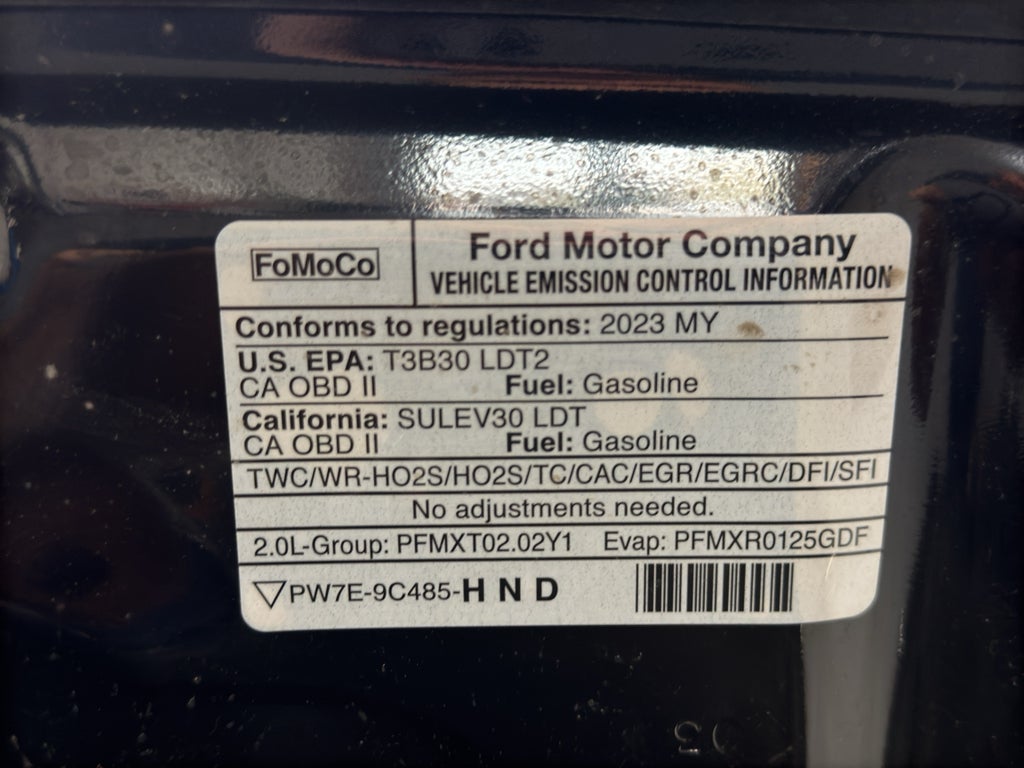 FoMoCo
Ford Motor Company
VEHICLE EMISSION CONTROL INFORMATION
Conforms to regulations: 2023 MY
U.S. EPA: T3B30 LDT2
CA OBD II Fuel: Gasoline
California: SULEV30 LDT
CA OBD II Fuel: Gasoline
TWC/WR-HO2S/HO2S/TC/CAC/EGR/EGRC/DFI/SFI
No adjustments needed.
2.0L-Group: PFMXT02.02Y1 Evap: PFMXR0125GDF
PW7E-9C485-H N D